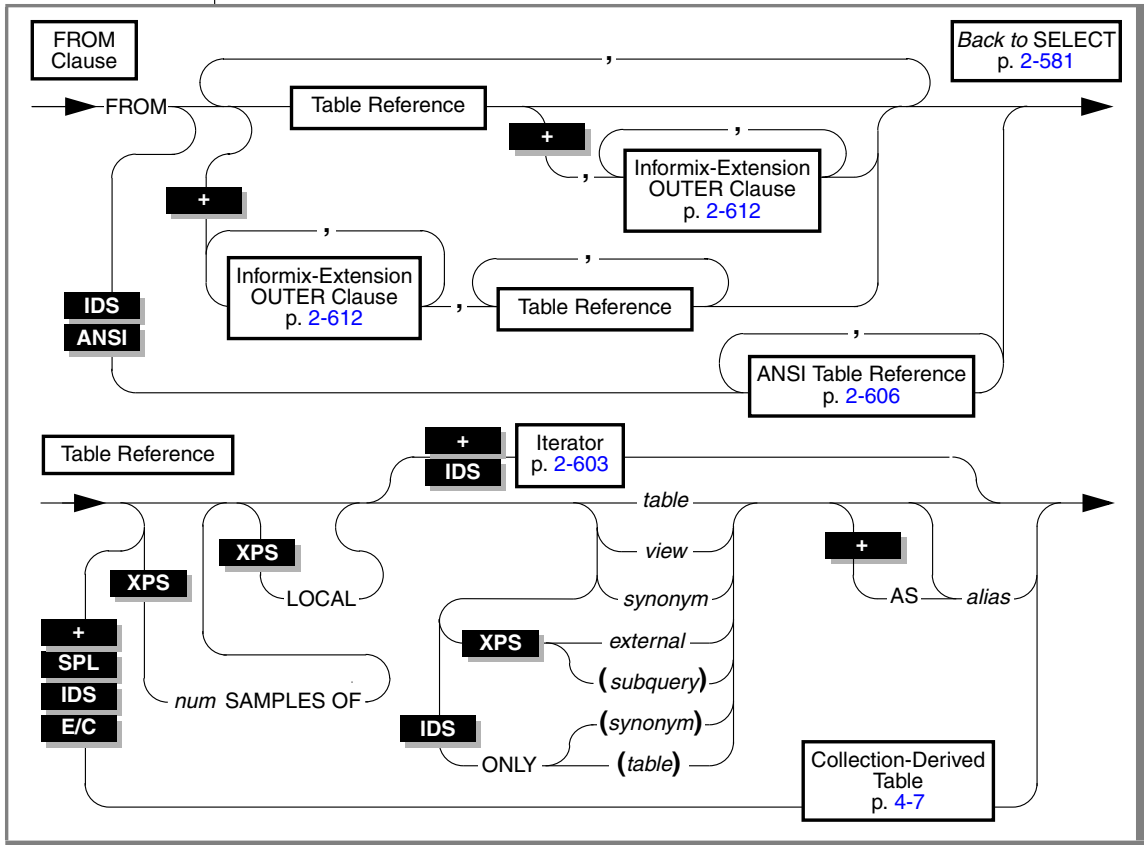 FROM
Clause
Back to SELECT
p. 2-581
,
FROM
Table Reference
+
,
,
Informix-Extension
OUTER Clause
p. 2-612
+
,
Informix-Extension
OUTER Clause
p. 2-612
,
,
Table Reference
IDS
ANSI
,
ANSI Table Reference
p. 2-606
Table Reference
+
IDS
Iterator
p. 2-603
table
XPS
LOCAL
view
+
XPS
synonym
AS
alias
+
SPL
IDS
E/C
XPS
external
(subquery)
num SAMPLES OF
IDS
(synonym)
ONLY
(table)
Collection-Derived
Table
p. 4-7